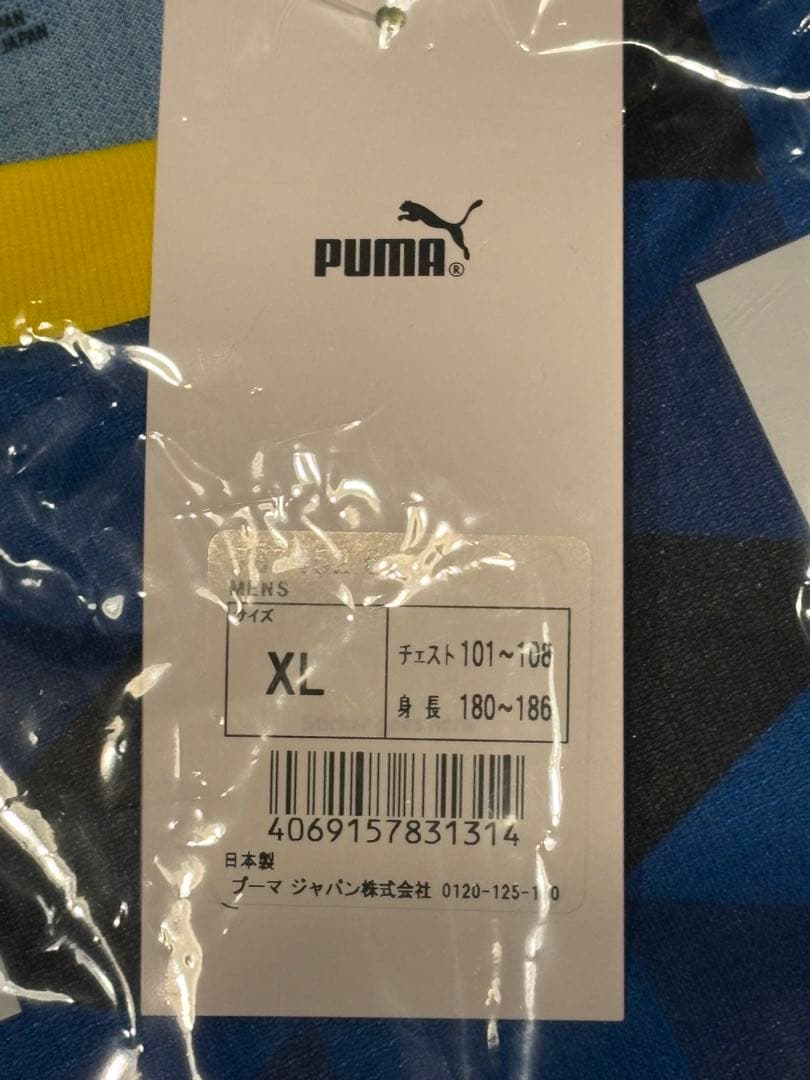 JAPAN
PUMA®
MENS
サイズ
XL
チェスト 101~108
身長 180~186
4069157831314
日本製
プーマ ジャパン株式会社